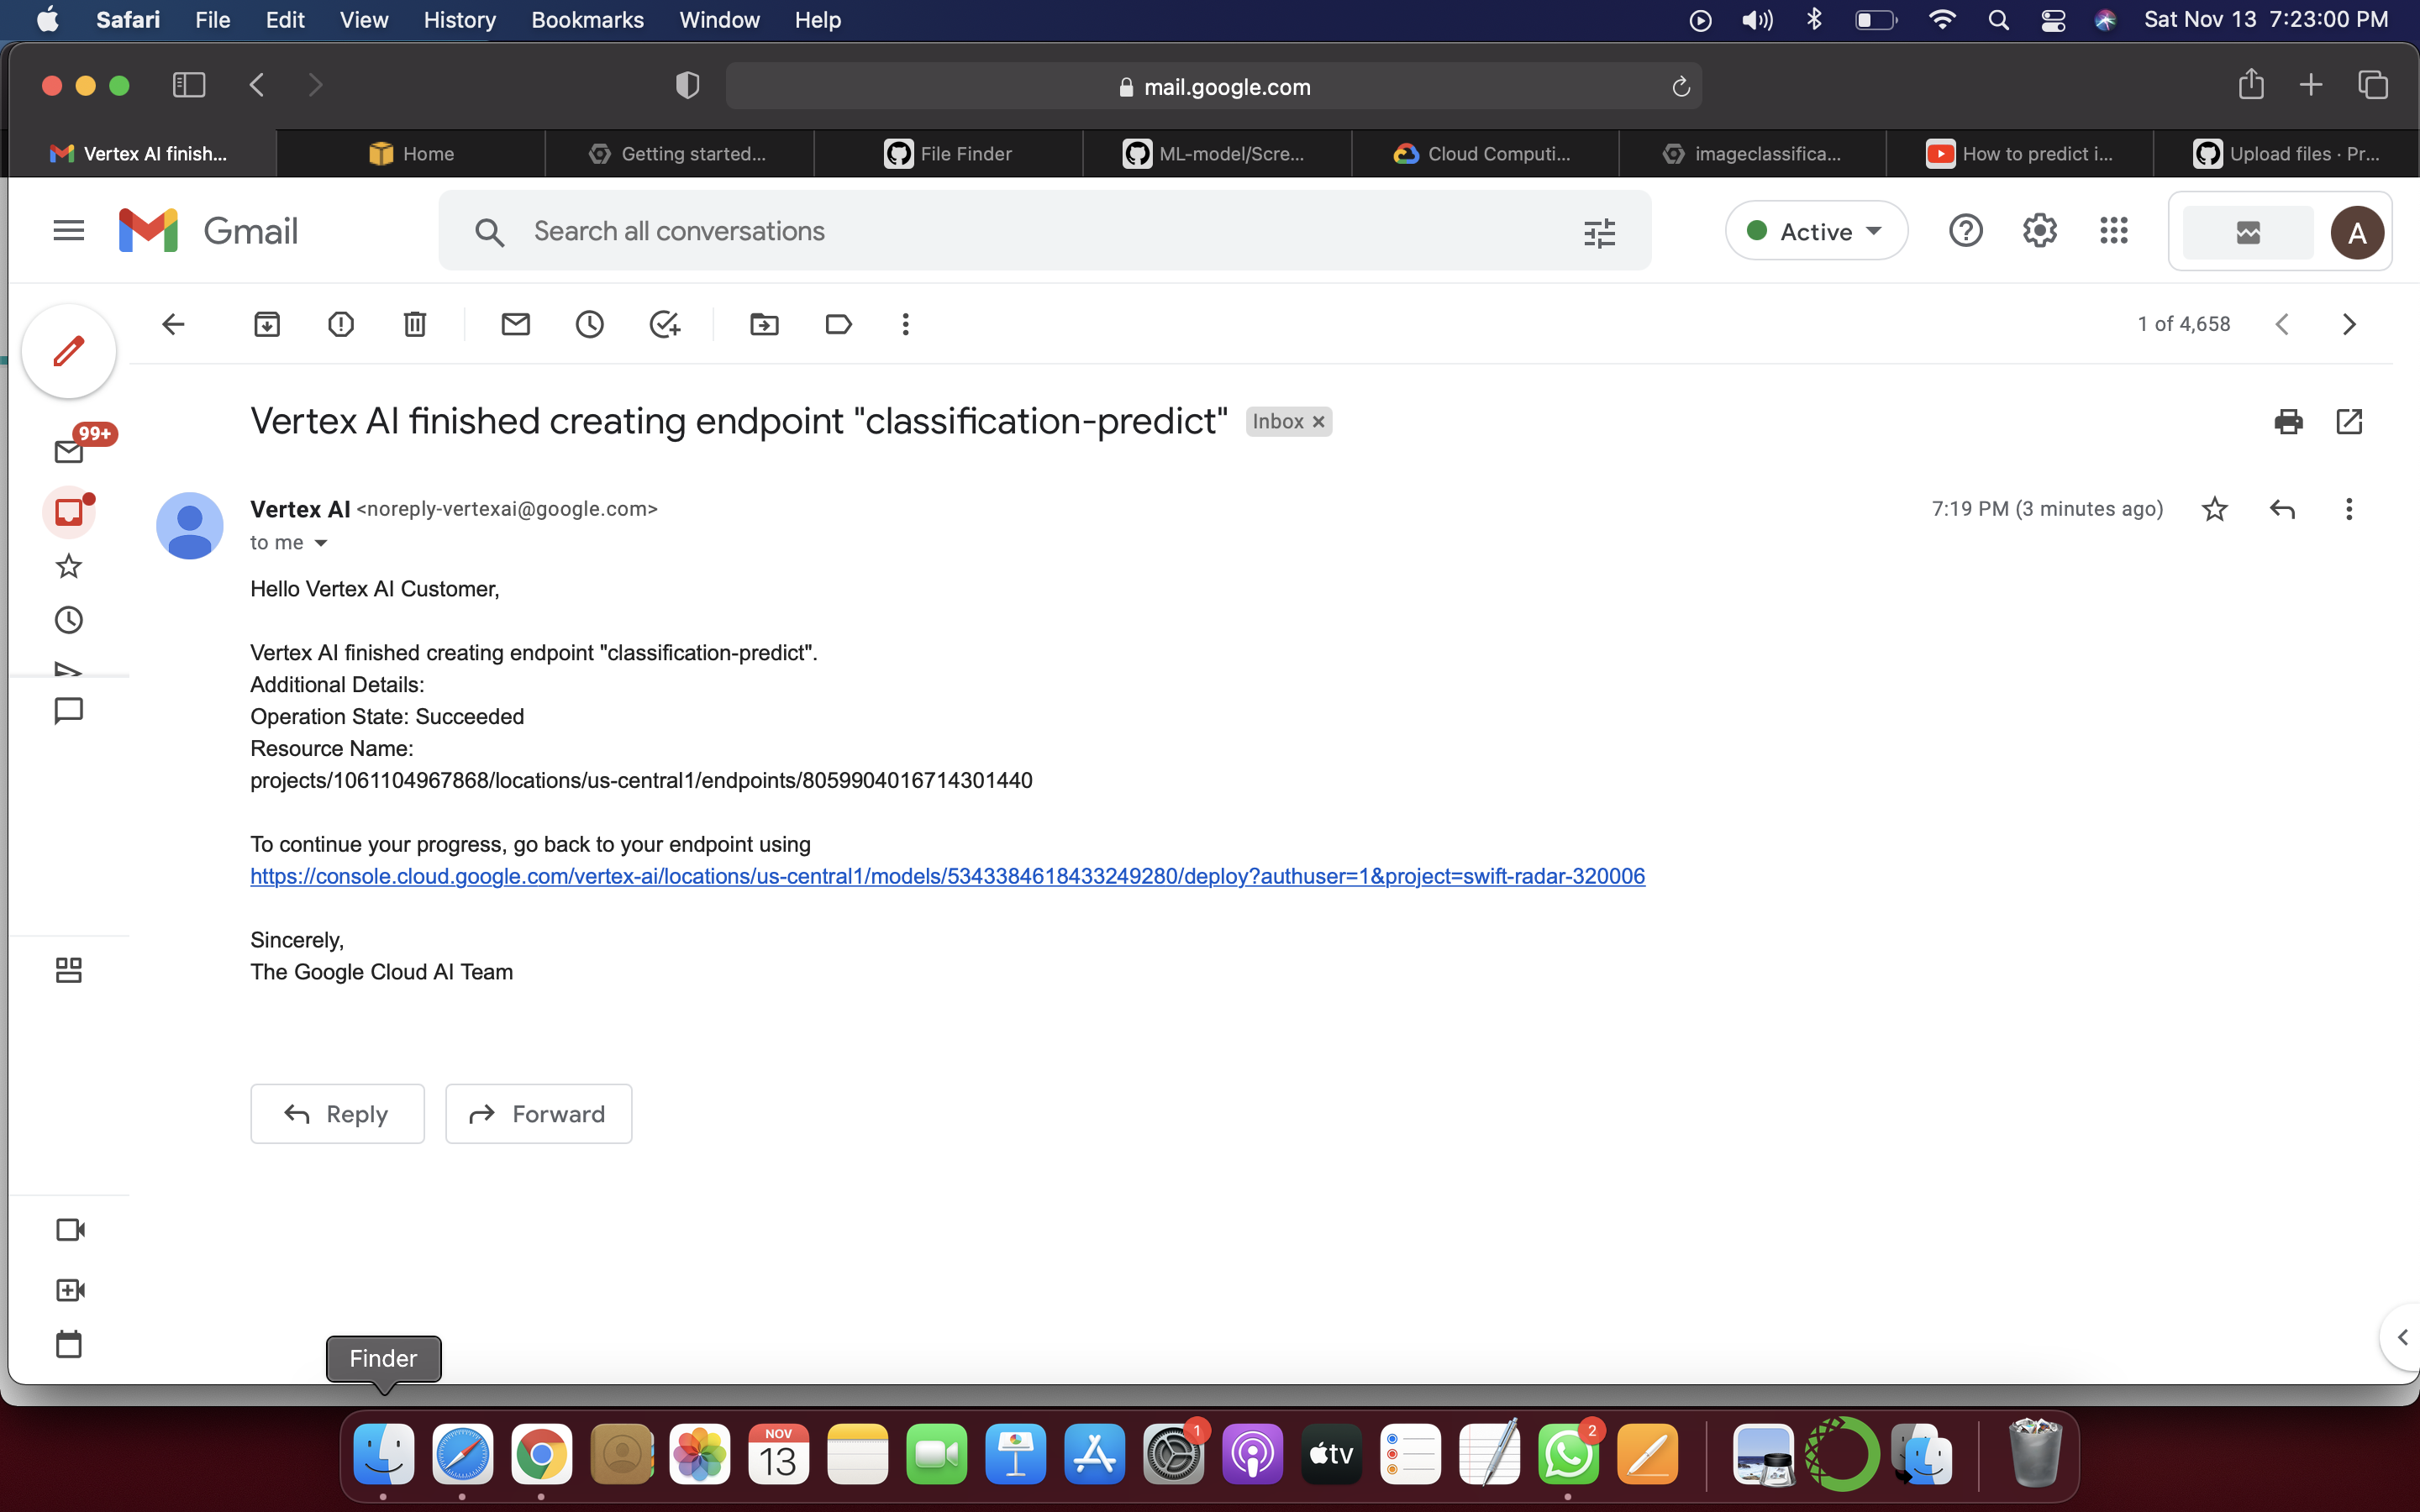 Safari File Edit View History Bookmarks Window Help Sat Nov 13 7:23:00 PM
mail.google.com
Vertex AI finish... Home Getting started... File Finder ML-model/Scre... Cloud Computi... imageclassifica... How to predict i... Upload files · Pr...
Gmail Search all conversations Active A
1 of 4,658
Vertex AI finished creating endpoint "classification-predict" Inbox ×
99+
Vertex AI <noreply-vertexai@google.com> 7:19 PM (3 minutes ago)
to me
Hello Vertex AI Customer,
Vertex AI finished creating endpoint "classification-predict".
Additional Details:
Operation State: Succeeded
Resource Name:
projects/1061104967868/locations/us-central1/endpoints/8059904016714301440
To continue your progress, go back to your endpoint using
https://console.cloud.google.com/vertex-ai/locations/us-central1/models/5343384618433249280/deploy?authuser=1&project=swift-radar-320006
Sincerely,
The Google Cloud AI Team
Reply Forward
Finder
NOV
13
1
tv
2